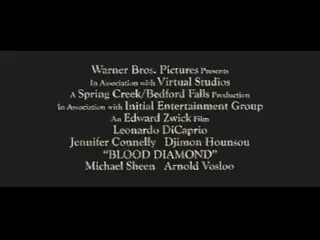 Warner Bros. Pictures Presents
In Association with Virtual Studios
A Spring Creek/Bedford Falls Production
In Association with Initial Entertainment Group
An Edward Zwick Film
Leonardo DiCaprio
Jennifer Connelly Djimon Hounsou
“BLOOD DIAMOND”
Michael Sheen Arnold Vosloo